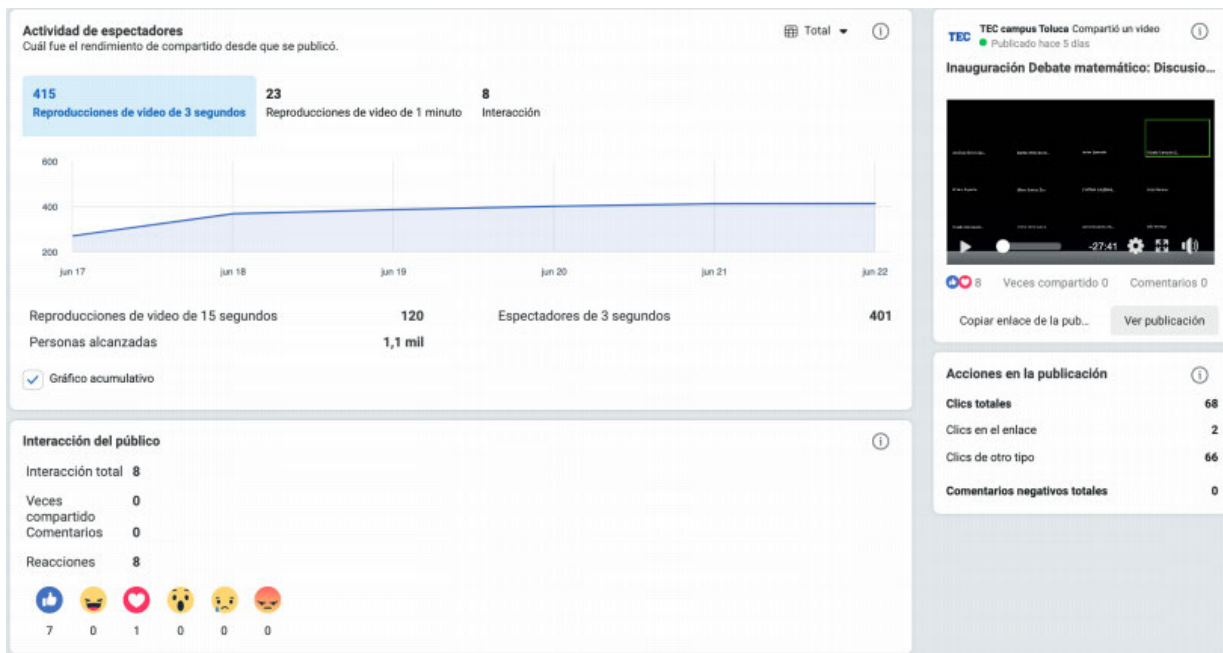 Actividad de espectadores
Cuál fue el rendimiento de compartido desde que se publicó.
Total
415
Reproducciones de video de 3 segundos
23
Reproducciones de video de 1 minuto
8
Interacción
600
400
200
jun 17
jun 18
jun 19
jun 20
jun 21
jun 22
Reproducciones de video de 15 segundos 120
Espectadores de 3 segundos 401
Personas alcanzadas 1,1 mil
Gráfico acumulativo
Interacción del público
Interacción total 8
Veces 0
compartido
Comentarios 0
Reacciones 8
7 0 1 0 0 0
TEC
TEC campus Toluca Compartió un video
Publicado hace 5 días
Inauguración Debate matemático: Discusio...
-27:41
8 Veces compartido 0 Comentarios 0
Copiar enlace de la pub...
Ver publicación
Acciones en la publicación
Clics totales 68
Clics en el enlace 2
Clics de otro tipo 66
Comentarios negativos totales 0